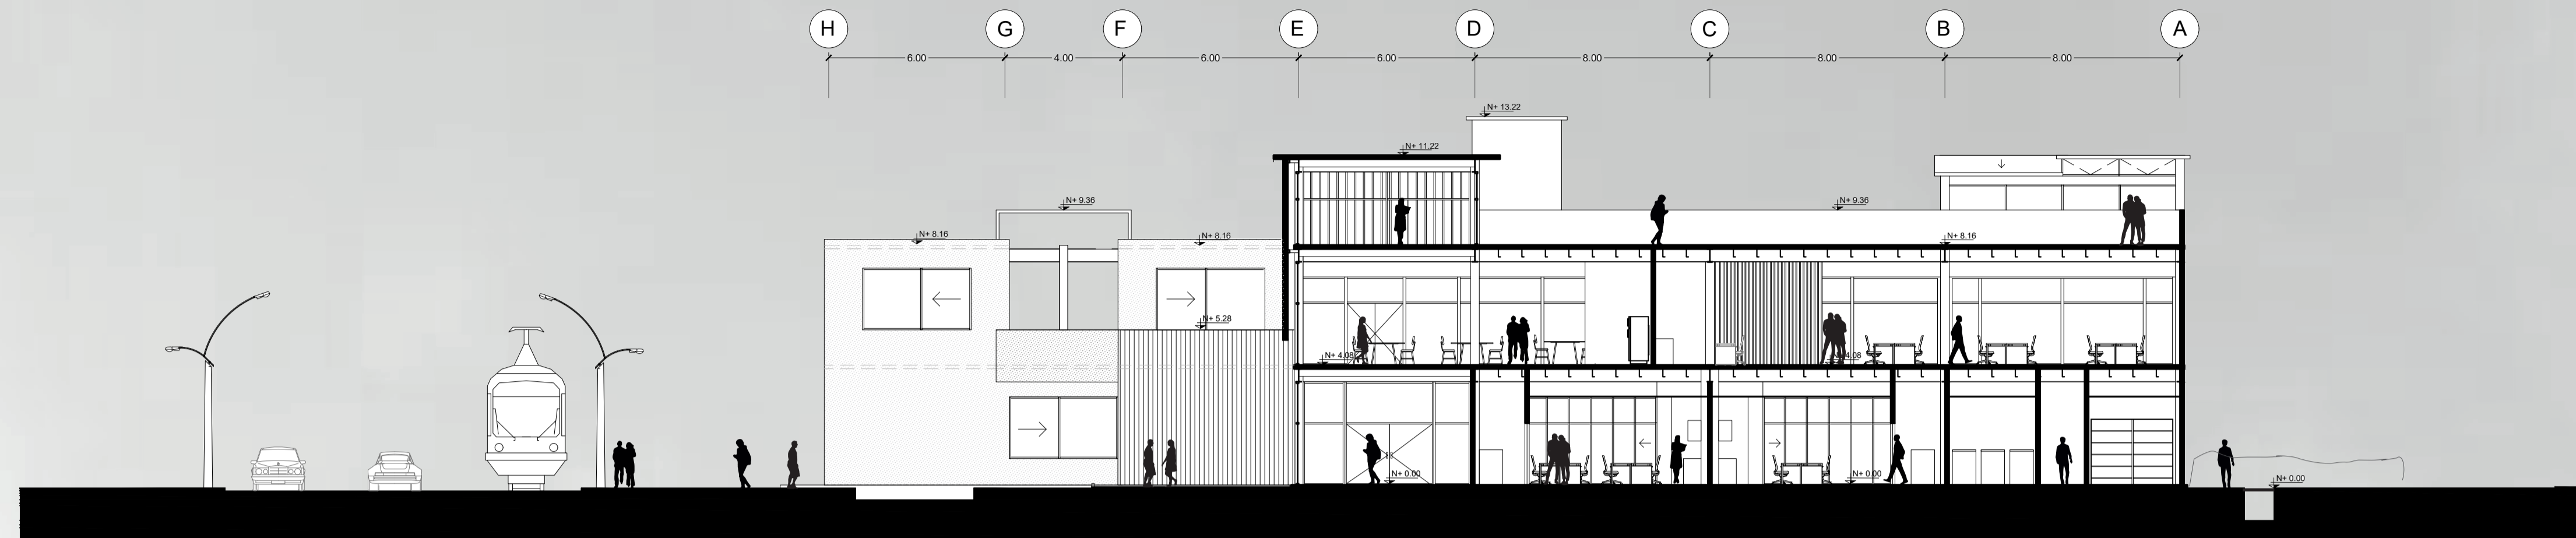 H G F E D C B A
6.00 4.00 6.00 6.00 8.00 8.00 8.00
N+ 13.22
N+ 11.22
N+ 9.36
N+ 9.36
N+ 8.16
N+ 8.16
N+ 8.16
N+ 5.28
N+ 4.08
4.08
N+ 0.00
N+ 0.00
N+ 0.00